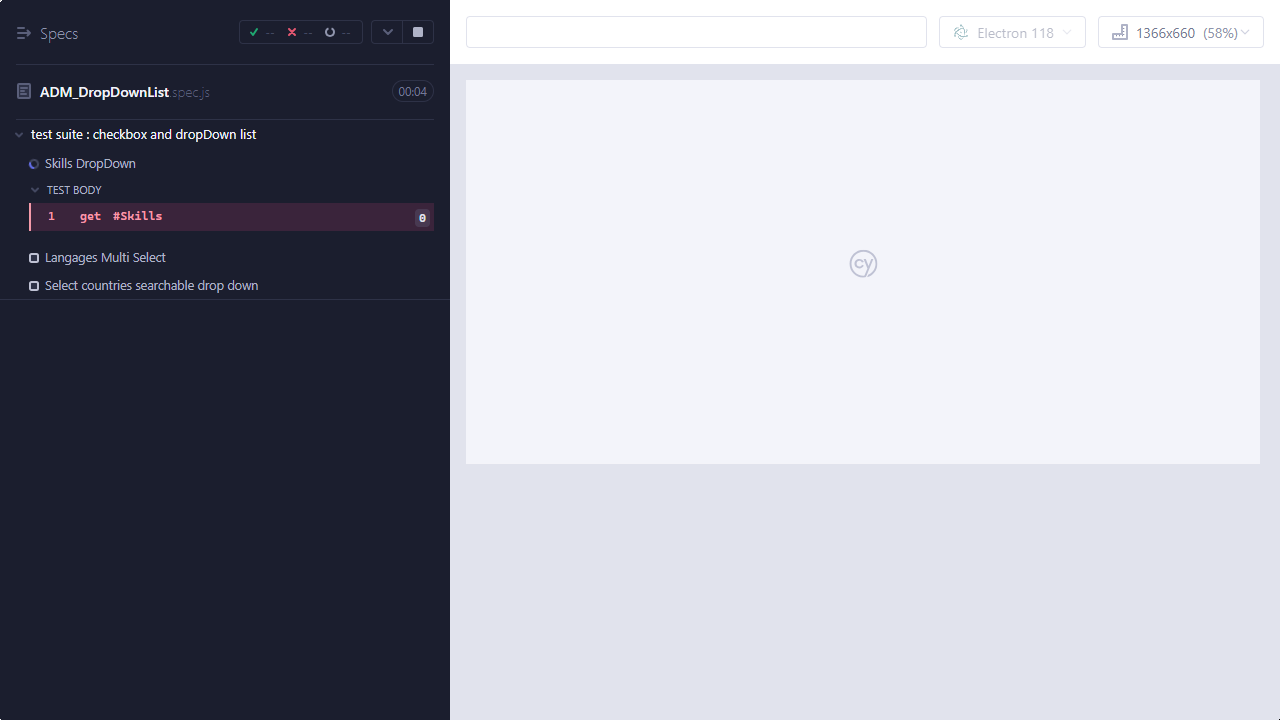 Specs -- -- --
Electron 118 1366x660 (58%)
ADM_DropDownList.spec.js 00:04
test suite : checkbox and dropDown list
Skills DropDown
TEST BODY
1 get #Skills 0
Langages Multi Select
Select countries searchable drop down
cy